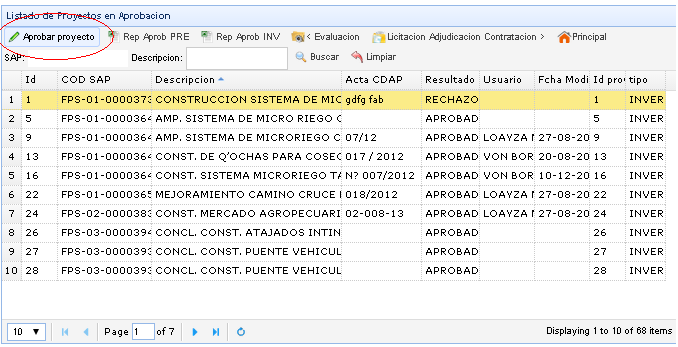 Listado de Proyectos en Aprobacion
Aprobar proyecto Rep Aprob PRE Rep Aprob INV < Evaluacion Licitacion Adjudicacion Contratacion > Principal
SAP: Descripcion: Buscar Limpiar
Id COD SAP Descripcion Acta CDAP Resultado Usuario Fcha Modi Id pro tipo
1 1 FPS-01-0000373 CONSTRUCCION SISTEMA DE MIC gdfg fab RECHAZO 1 INVER
2 5 FPS-01-0000364 AMP. SISTEMA DE MICRO RIEGO C APROBAD 5 INVER
3 9 FPS-01-0000364 AMP. SISTEMA DE MICRORIEGO C 07/12 APROBAD LOAYZA M 27-08-20 9 INVER
4 13 FPS-01-0000364 CONST. DE Q'OCHAS PARA COSEC 017 / 2012 APROBAD VON BOR 20-08-20 13 INVER
5 16 FPS-01-0000364 CONST. SISTEMA MICRORIEGO TA N? 007/2012 APROBAD VON BOR 10-12-20 16 INVER
6 22 FPS-01-0000365 MEJORAMIENTO CAMINO CRUCE 018/2012 APROBAD LOAYZA M 27-08-20 22 INVER
7 24 FPS-02-0000383 CONST. MERCADO AGROPECUARI 02-008-13 APROBAD LOAYZA M 27-08-20 24 INVER
8 26 FPS-03-0000394 CONCL. CONST. ATAJADOS INTIN APROBAD 26 INVER
9 27 FPS-03-0000393 CONCL. CONST. PUENTE VEHICUL APROBAD 27 INVER
10 28 FPS-03-0000393 CONCL. CONST. PUENTE VEHICUL APROBAD 28 INVER
10 Page 1 of 7 Displaying 1 to 10 of 68 items